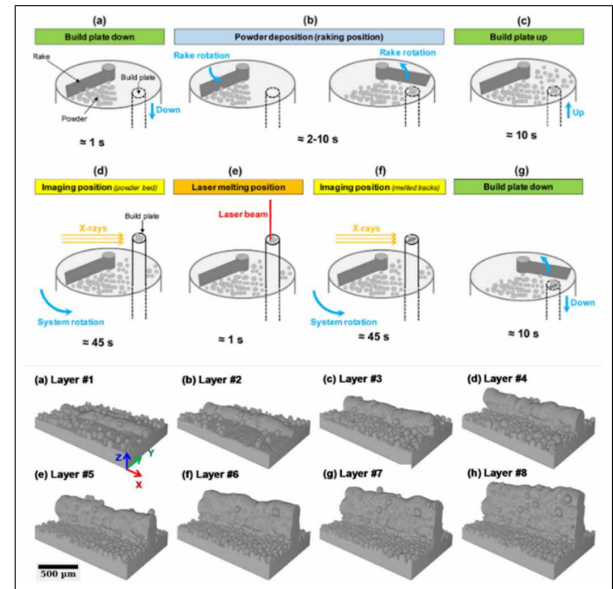 (a)
(b)
(c)
Build plate down
Powder deposition (raking position)
Build plate up
Rake
Build plate
Powder
Down
Rake rotation
Rake rotation
Up
≈ 1 s
≈ 2-10 s
≈ 10 s
(d)
(e)
(f)
(g)
Imaging position (powder bed)
Laser melting position
Imaging position (melted tracks)
Build plate down
X-rays
Build plate
Laser beam
X-rays
Down
System rotation
System rotation
≈ 45 s
≈ 1 s
≈ 45 s
≈ 10 s
(a) Layer #1
(b) Layer #2
(c) Layer #3
(d) Layer #4
Z
Y
X
(e) Layer #5
(f) Layer #6
(g) Layer #7
(h) Layer #8
500 µm